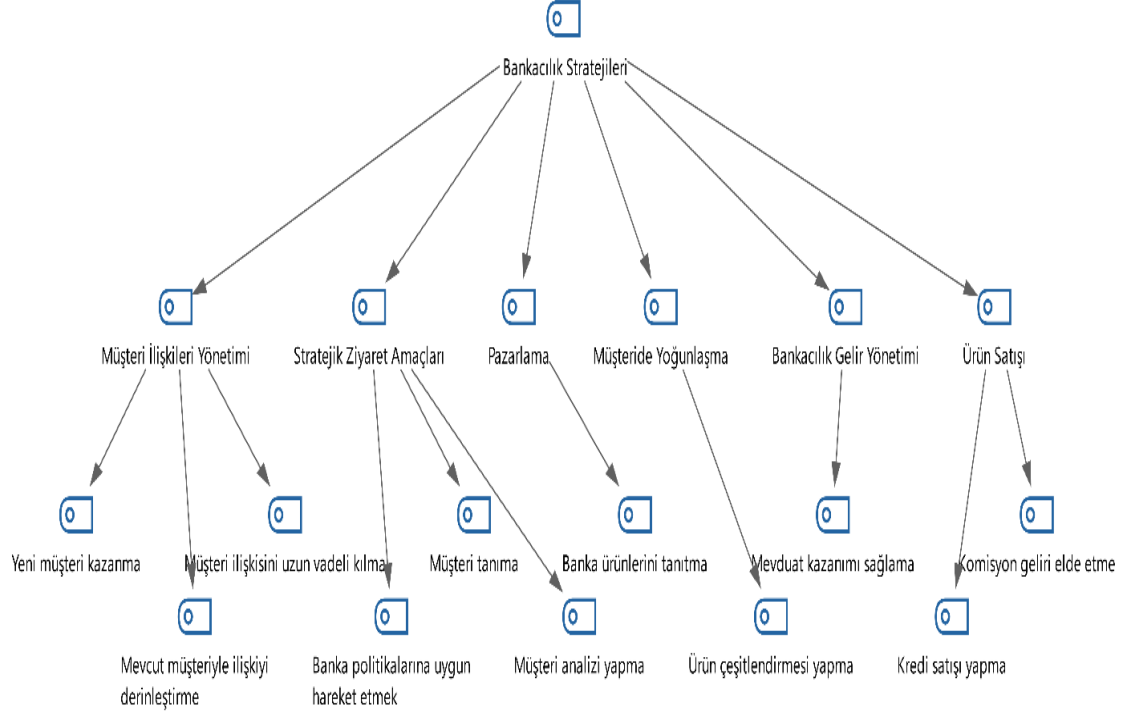 Bankacılık Stratejileri
Müşteri İlişkileri Yönetimi
Stratejik Ziyaret Amaçları
Pazarlama
Müşteride Yoğunlaşma
Bankacılık Gelir Yönetimi
Ürün Satışı
Yeni müşteri kazanma
Müşteri ilişkisini uzun vadeli kılma
Müşteri tanıma
Banka ürünlerini tanıtma
Mevduat kazanımı sağlama
Komisyon geliri elde etme
Mevcut müşteriyle ilişkiyi
derinleştirme
Banka politikalarına uygun
hareket etmek
Müşteri analizi yapma
Ürün çeşitlendirmesi yapma
Kredi satışı yapma